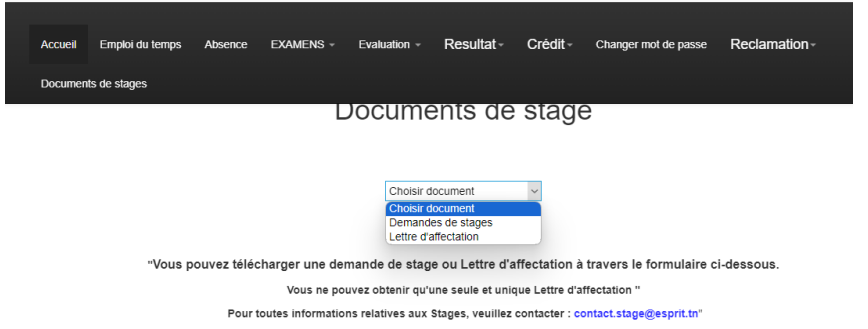 Accueil Emploi du temps Absence EXAMENS Evaluation Resultat Crédit Changer mot de passe Reclamation
Documents de stages
Documents de stage
Choisir document
Choisir document
Demandes de stages
Lettre d'affectation
"Vous pouvez télécharger une demande de stage ou Lettre d'affectation à travers le formulaire ci-dessous.
Vous ne pouvez obtenir qu'une seule et unique Lettre d'affectation "
Pour toutes informations relatives aux Stages, veuillez contacter : contact.stage@esprit.tn"